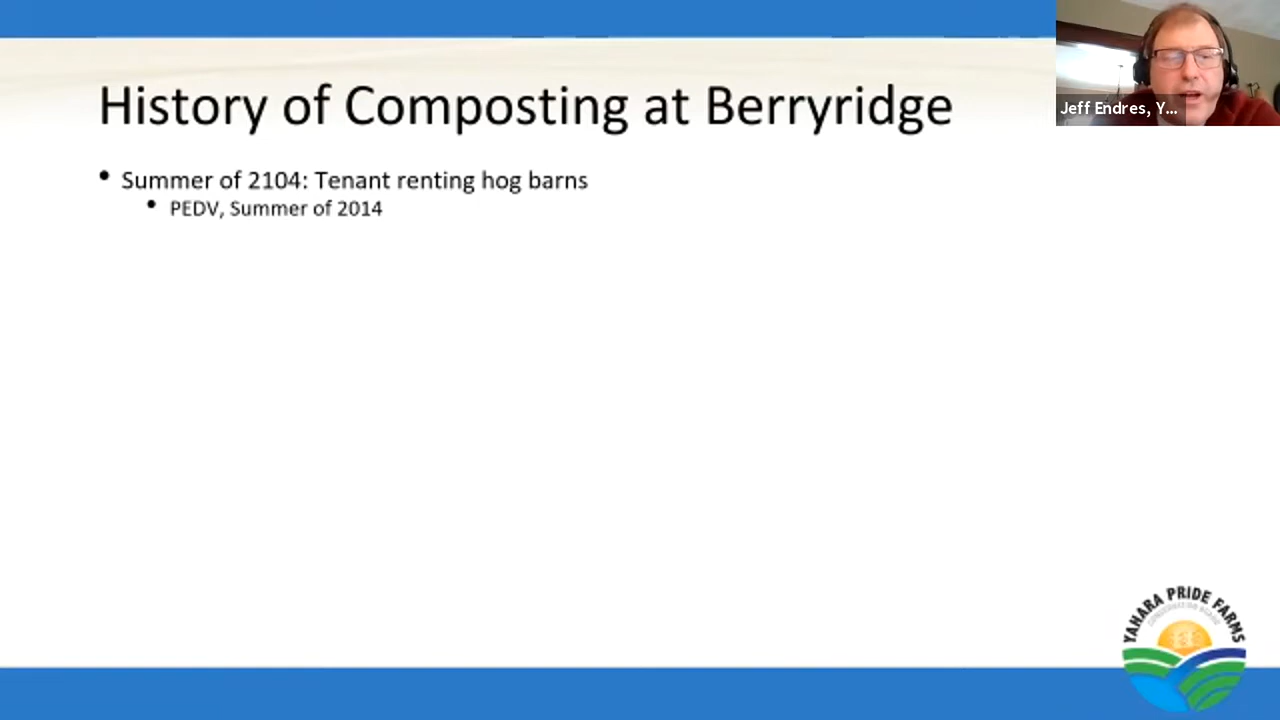 History of Composting at Berryridge
Jeff Endres, Y...
• Summer of 2104: Tenant renting hog barns
• PEDV, Summer of 2014
YAHARA PRIDE FARMS